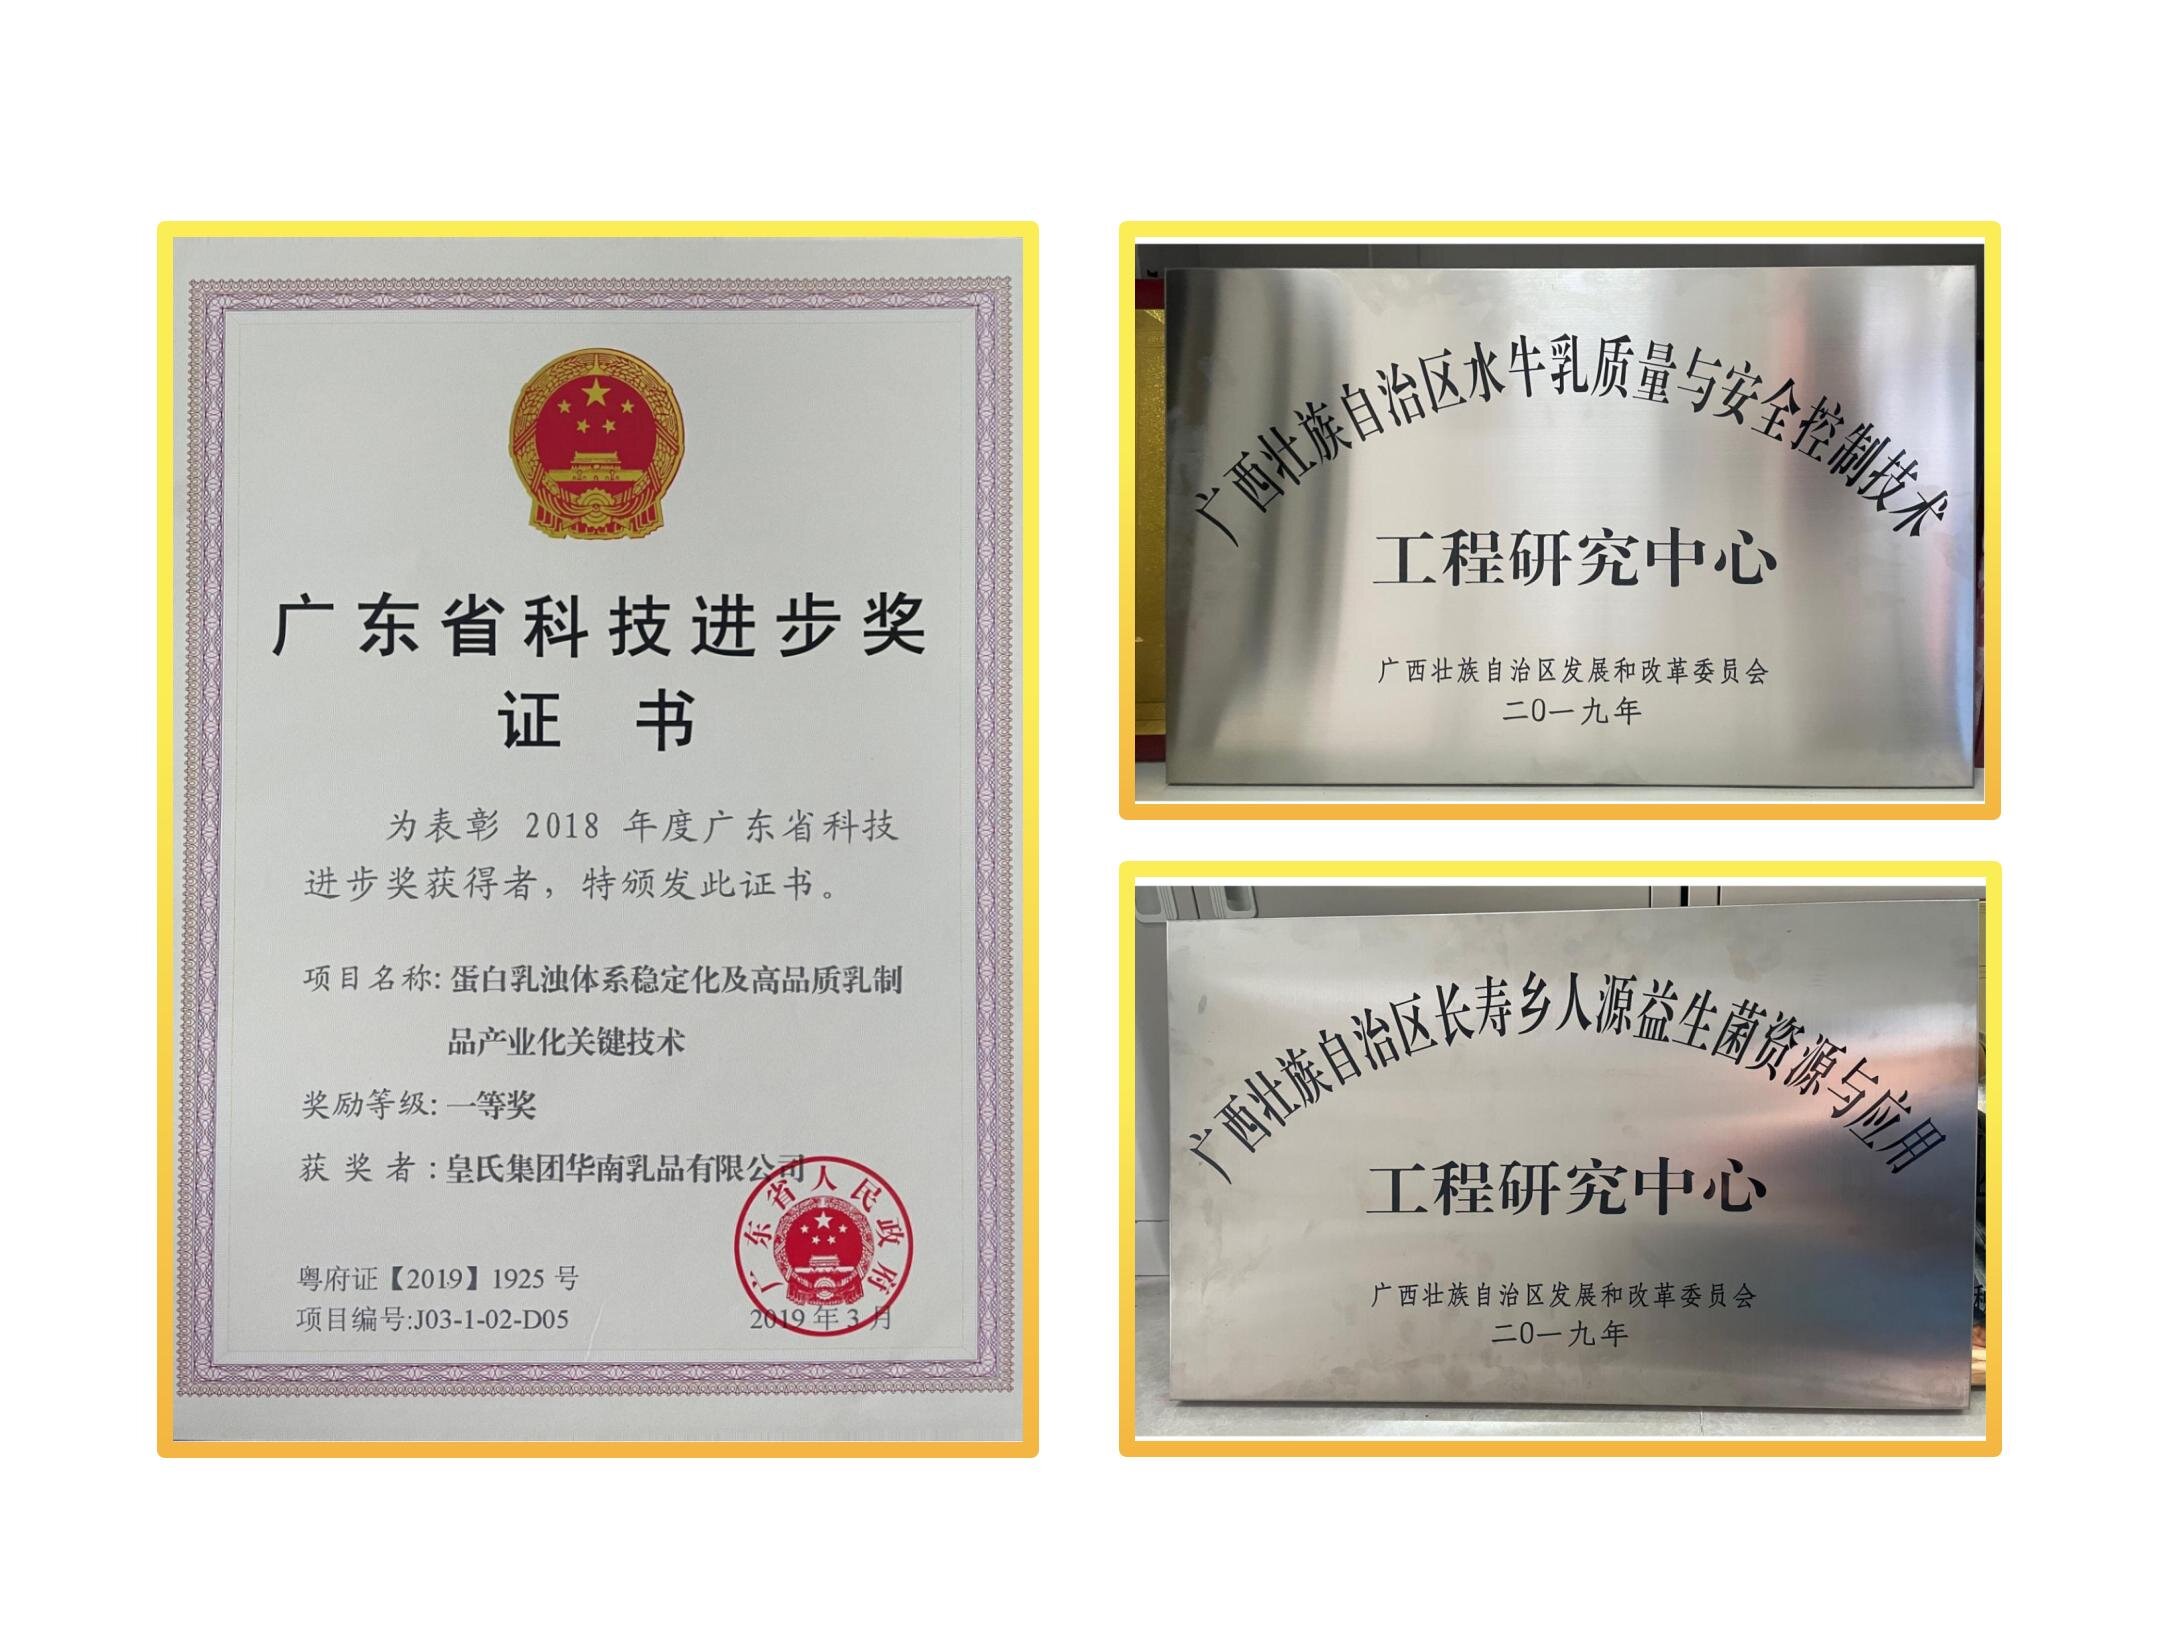 广东省科技进步奖
证 书
为表彰 2018 年度广东省科技
进步奖获得者，特颁发此证书。
项目名称: 蛋白乳浊体系稳定化及高品质乳制
品产业化关键技术
奖励等级: 一等奖
获 奖 者 : 皇氏集团华南乳品有限公司
广东省人民政府
粤府证【2019】1925 号
项目编号:J03-1-02-D05
2019 年 3 月
广西壮族自治区水牛乳质量与安全控制技术
工程研究中心
广西壮族自治区发展和改革委员会
二0一九年
广西壮族自治区长寿乡人源益生菌资源与应用
工程研究中心
广西壮族自治区发展和改革委员会
二0一九年